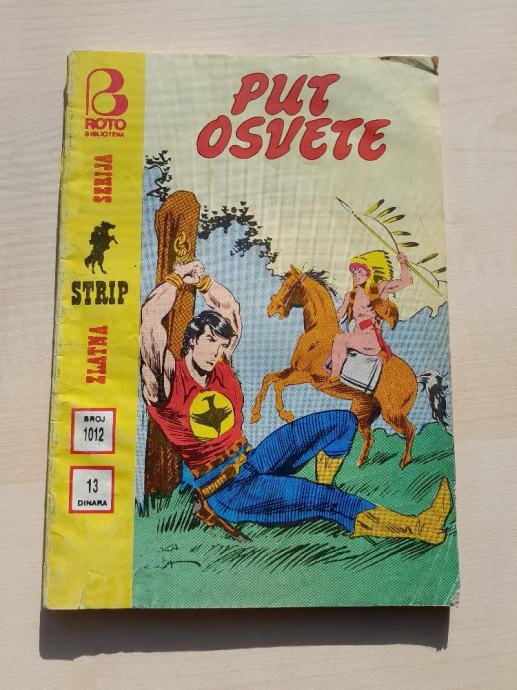 ROTO
BIBLIOTEKA
PUT
OSVETE
ZLATNA
STRIP
SERIJA
BROJ
1012
13
DINARA